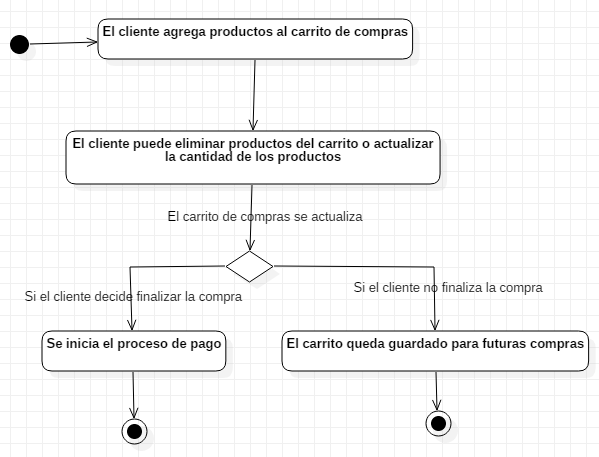 El cliente agrega productos al carrito de compras
El cliente puede eliminar productos del carrito o actualizar
la cantidad de los productos
El carrito de compras se actualiza
Si el cliente decide finalizar la compra
Si el cliente no finaliza la compra
Se inicia el proceso de pago
El carrito queda guardado para futuras compras